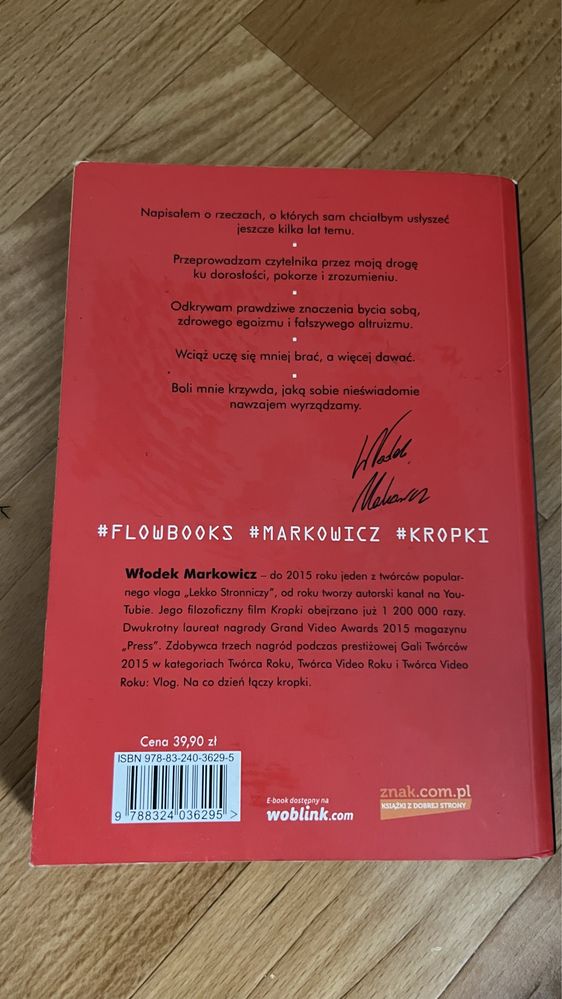 Napisałem o rzeczach, o których sam chciałbym usłyszeć
jeszcze kilka lat temu.
Przeprowadzam czytelnika przez moją drogę
ku dorosłości, pokorze i zrozumieniu.
Odkrywam prawdziwe znaczenia bycia sobą,
zdrowego egoizmu i fałszywego altruizmu.
Wciąż uczę się mniej brać, a więcej dawać.
Boli mnie krzywda, jaką sobie nieświadomie
nawzajem wyrządzamy.
Włodek
Markowicz
#FLOWBOOKS #MARKOWICZ #KROPKI
Włodek Markowicz – do 2015 roku jeden z twórców popular-
nego vloga „Lekko Stronniczy”, od roku tworzy autorski kanał na You-
Tubie. Jego filozoficzny film Kropki obejrzano już 1 200 000 razy.
Dwukrotny laureat nagrody Grand Video Awards 2015 magazynu
„Press”. Zdobywca trzech nagród podczas prestiżowej Gali Twórców
2015 w kategoriach Twórca Roku, Twórca Video Roku i Twórca Video
Roku: Vlog. Na co dzień łączy kropki.
Cena 39,90 zł
ISBN 978-83-240-3629-5
9 788324 036295 >
E-book dostępny na
woblink.com
znak.com.pl
KSIĄŻKI Z DOBREJ STRONY